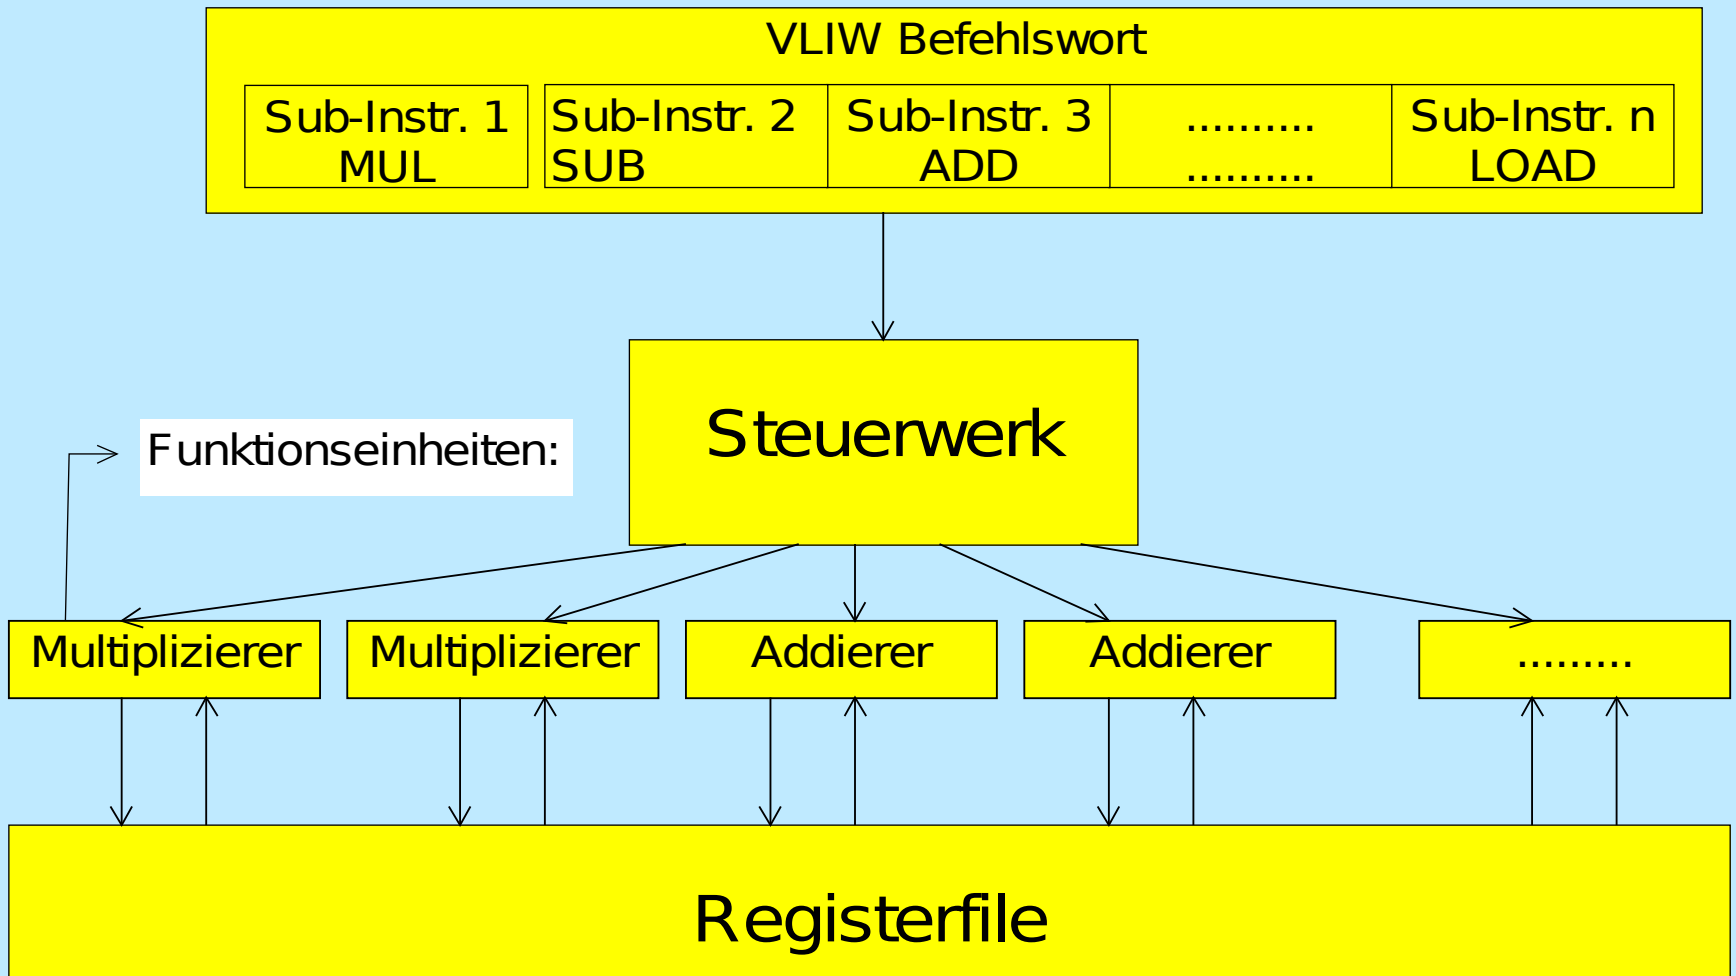 VLIW Befehlswort
Sub-Instr. 1 Sub-Instr. 2 Sub-Instr. 3 .......... Sub-Instr. n
MUL SUB ADD .......... LOAD
Steuerwerk
Funktionseinheiten:
Multiplizierer Multiplizierer Addierer Addierer .........
Registerfile